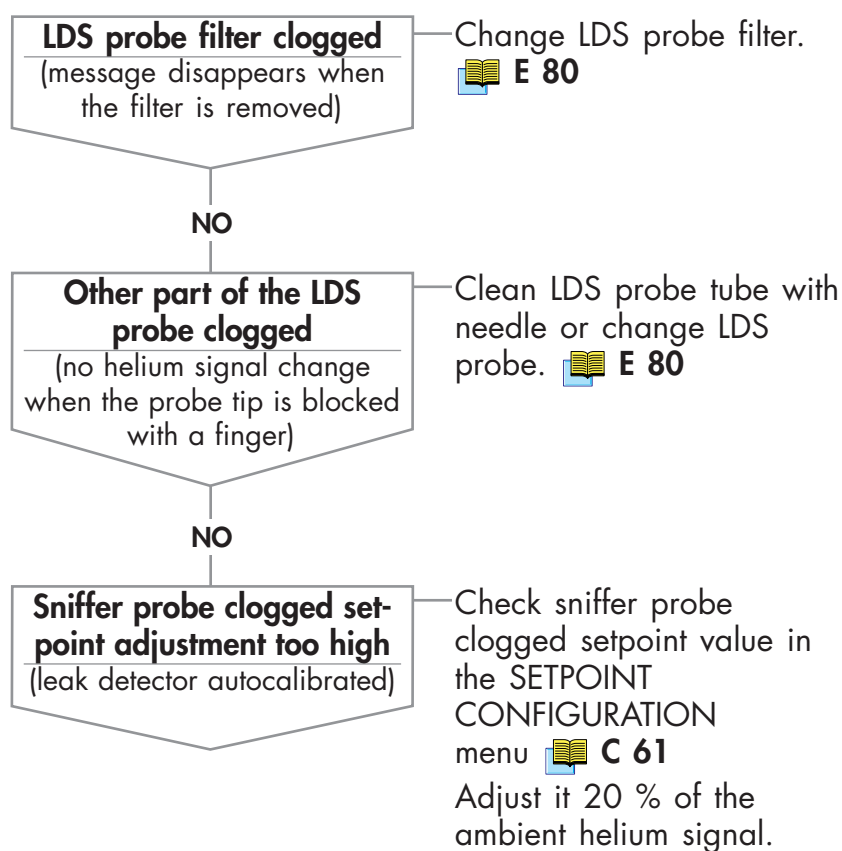 LDS probe filter clogged
(message disappears when
the filter is removed)
Change LDS probe filter.
E 80
NO
Other part of the LDS
probe clogged
(no helium signal change
when the probe tip is blocked
with a finger)
Clean LDS probe tube with
needle or change LDS
probe. E 80
NO
Sniffer probe clogged set-
point adjustment too high
(leak detector autocalibrated)
Check sniffer probe
clogged setpoint value in
the SETPOINT
CONFIGURATION
menu C 61
Adjust it 20 % of the
ambient helium signal.